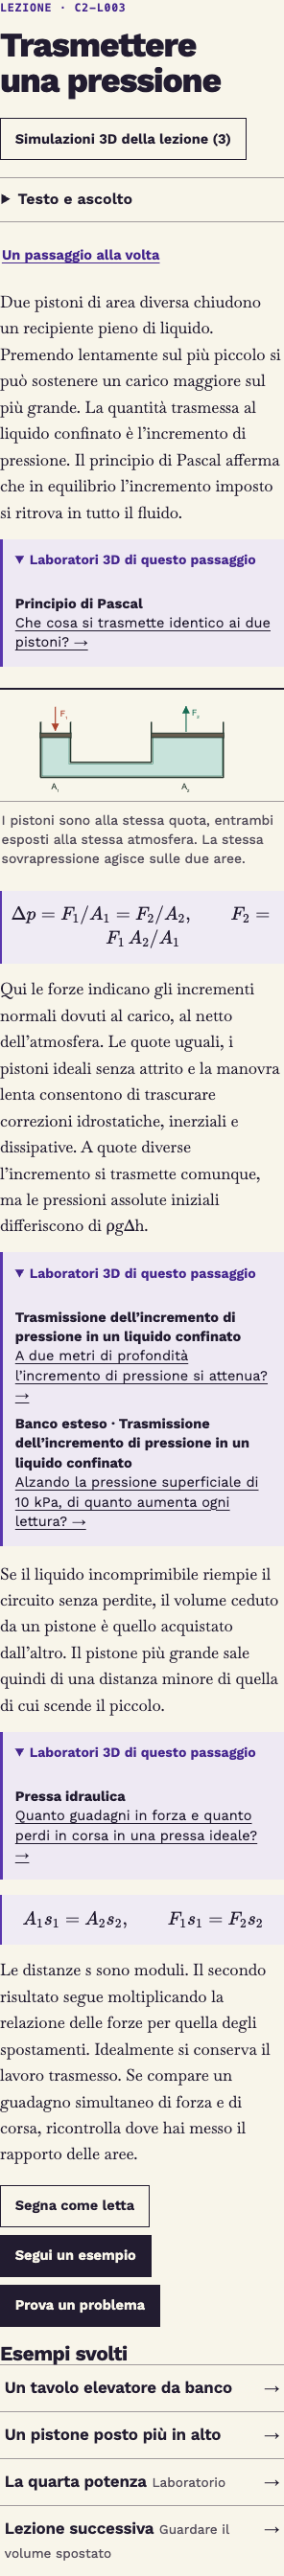 LEZIONE · C2–L003
Trasmettere
una pressione
Simulazioni 3D della lezione (3)
▶ Testo e ascolto
Un passaggio alla volta
Due pistoni di area diversa chiudono
un recipiente pieno di liquido.
Premendo lentamente sul più piccolo si
può sostenere un carico maggiore sul
più grande. La quantità trasmessa al
liquido confinato è l’incremento di
pressione. Il principio di Pascal afferma
che in equilibrio l’incremento imposto
si ritrova in tutto il fluido.
▼ Laboratori 3D di questo passaggio
Principio di Pascal
Che cosa si trasmette identico ai due
pistoni? →
F₁
F₂
A₁
A₂
I pistoni sono alla stessa quota, entrambi
esposti alla stessa atmosfera. La stessa
sovrapressione agisce sulle due aree.
Δp = F₁/A₁ = F₂/A₂, F₂ =
F₁ A₂/A₁
Qui le forze indicano gli incrementi
normali dovuti al carico, al netto
dell’atmosfera. Le quote uguali, i
pistoni ideali senza attrito e la manovra
lenta consentono di trascurare
correzioni idrostatiche, inerziali e
dissipative. A quote diverse
l’incremento si trasmette comunque,
ma le pressioni assolute iniziali
differiscono di ρgΔh.
▼ Laboratori 3D di questo passaggio
Trasmissione dell’incremento di
pressione in un liquido confinato
A due metri di profondità
l’incremento di pressione si attenua?
→
Banco esteso · Trasmissione
dell’incremento di pressione in un
liquido confinato
Alzando la pressione superficiale di
10 kPa, di quanto aumenta ogni
lettura? →
Se il liquido incomprimibile riempie il
circuito senza perdite, il volume ceduto
da un pistone è quello acquistato
dall’altro. Il pistone più grande sale
quindi di una distanza minore di quella
di cui scende il piccolo.
▼ Laboratori 3D di questo passaggio
Pressa idraulica
Quanto guadagni in forza e quanto
perdi in corsa in una pressa ideale?
→
A₁s₁ = A₂s₂, F₁s₁ = F₂s₂
Le distanze s sono moduli. Il secondo
risultato segue moltiplicando la
relazione delle forze per quella degli
spostamenti. Idealmente si conserva il
lavoro trasmesso. Se compare un
guadagno simultaneo di forza e di
corsa, ricontrolla dove hai messo il
rapporto delle aree.
Segna come letta
Segui un esempio
Prova un problema
Esempi svolti
Un tavolo elevatore da banco →
Un pistone posto più in alto →
La quarta potenza Laboratorio →
Lezione successiva Guardare il →
volume spostato